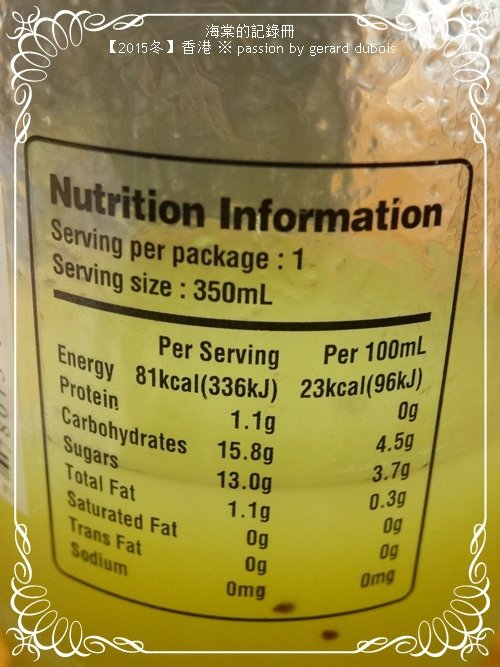 海棠的記錄冊
【2015冬】香港 ※ passion by gerard dubois
Nutrition Information
Serving per package : 1
Serving size : 350mL
Per Serving Per 100mL
Energy 81kcal(336kJ) 23kcal(96kJ)
Protein 1.1g 0g
Carbohydrates 15.8g 4.5g
Sugars 13.0g 3.7g
Total Fat 1.1g 0.3g
Saturated Fat 0g 0g
Trans Fat 0g 0g
Sodium 0mg 0mg